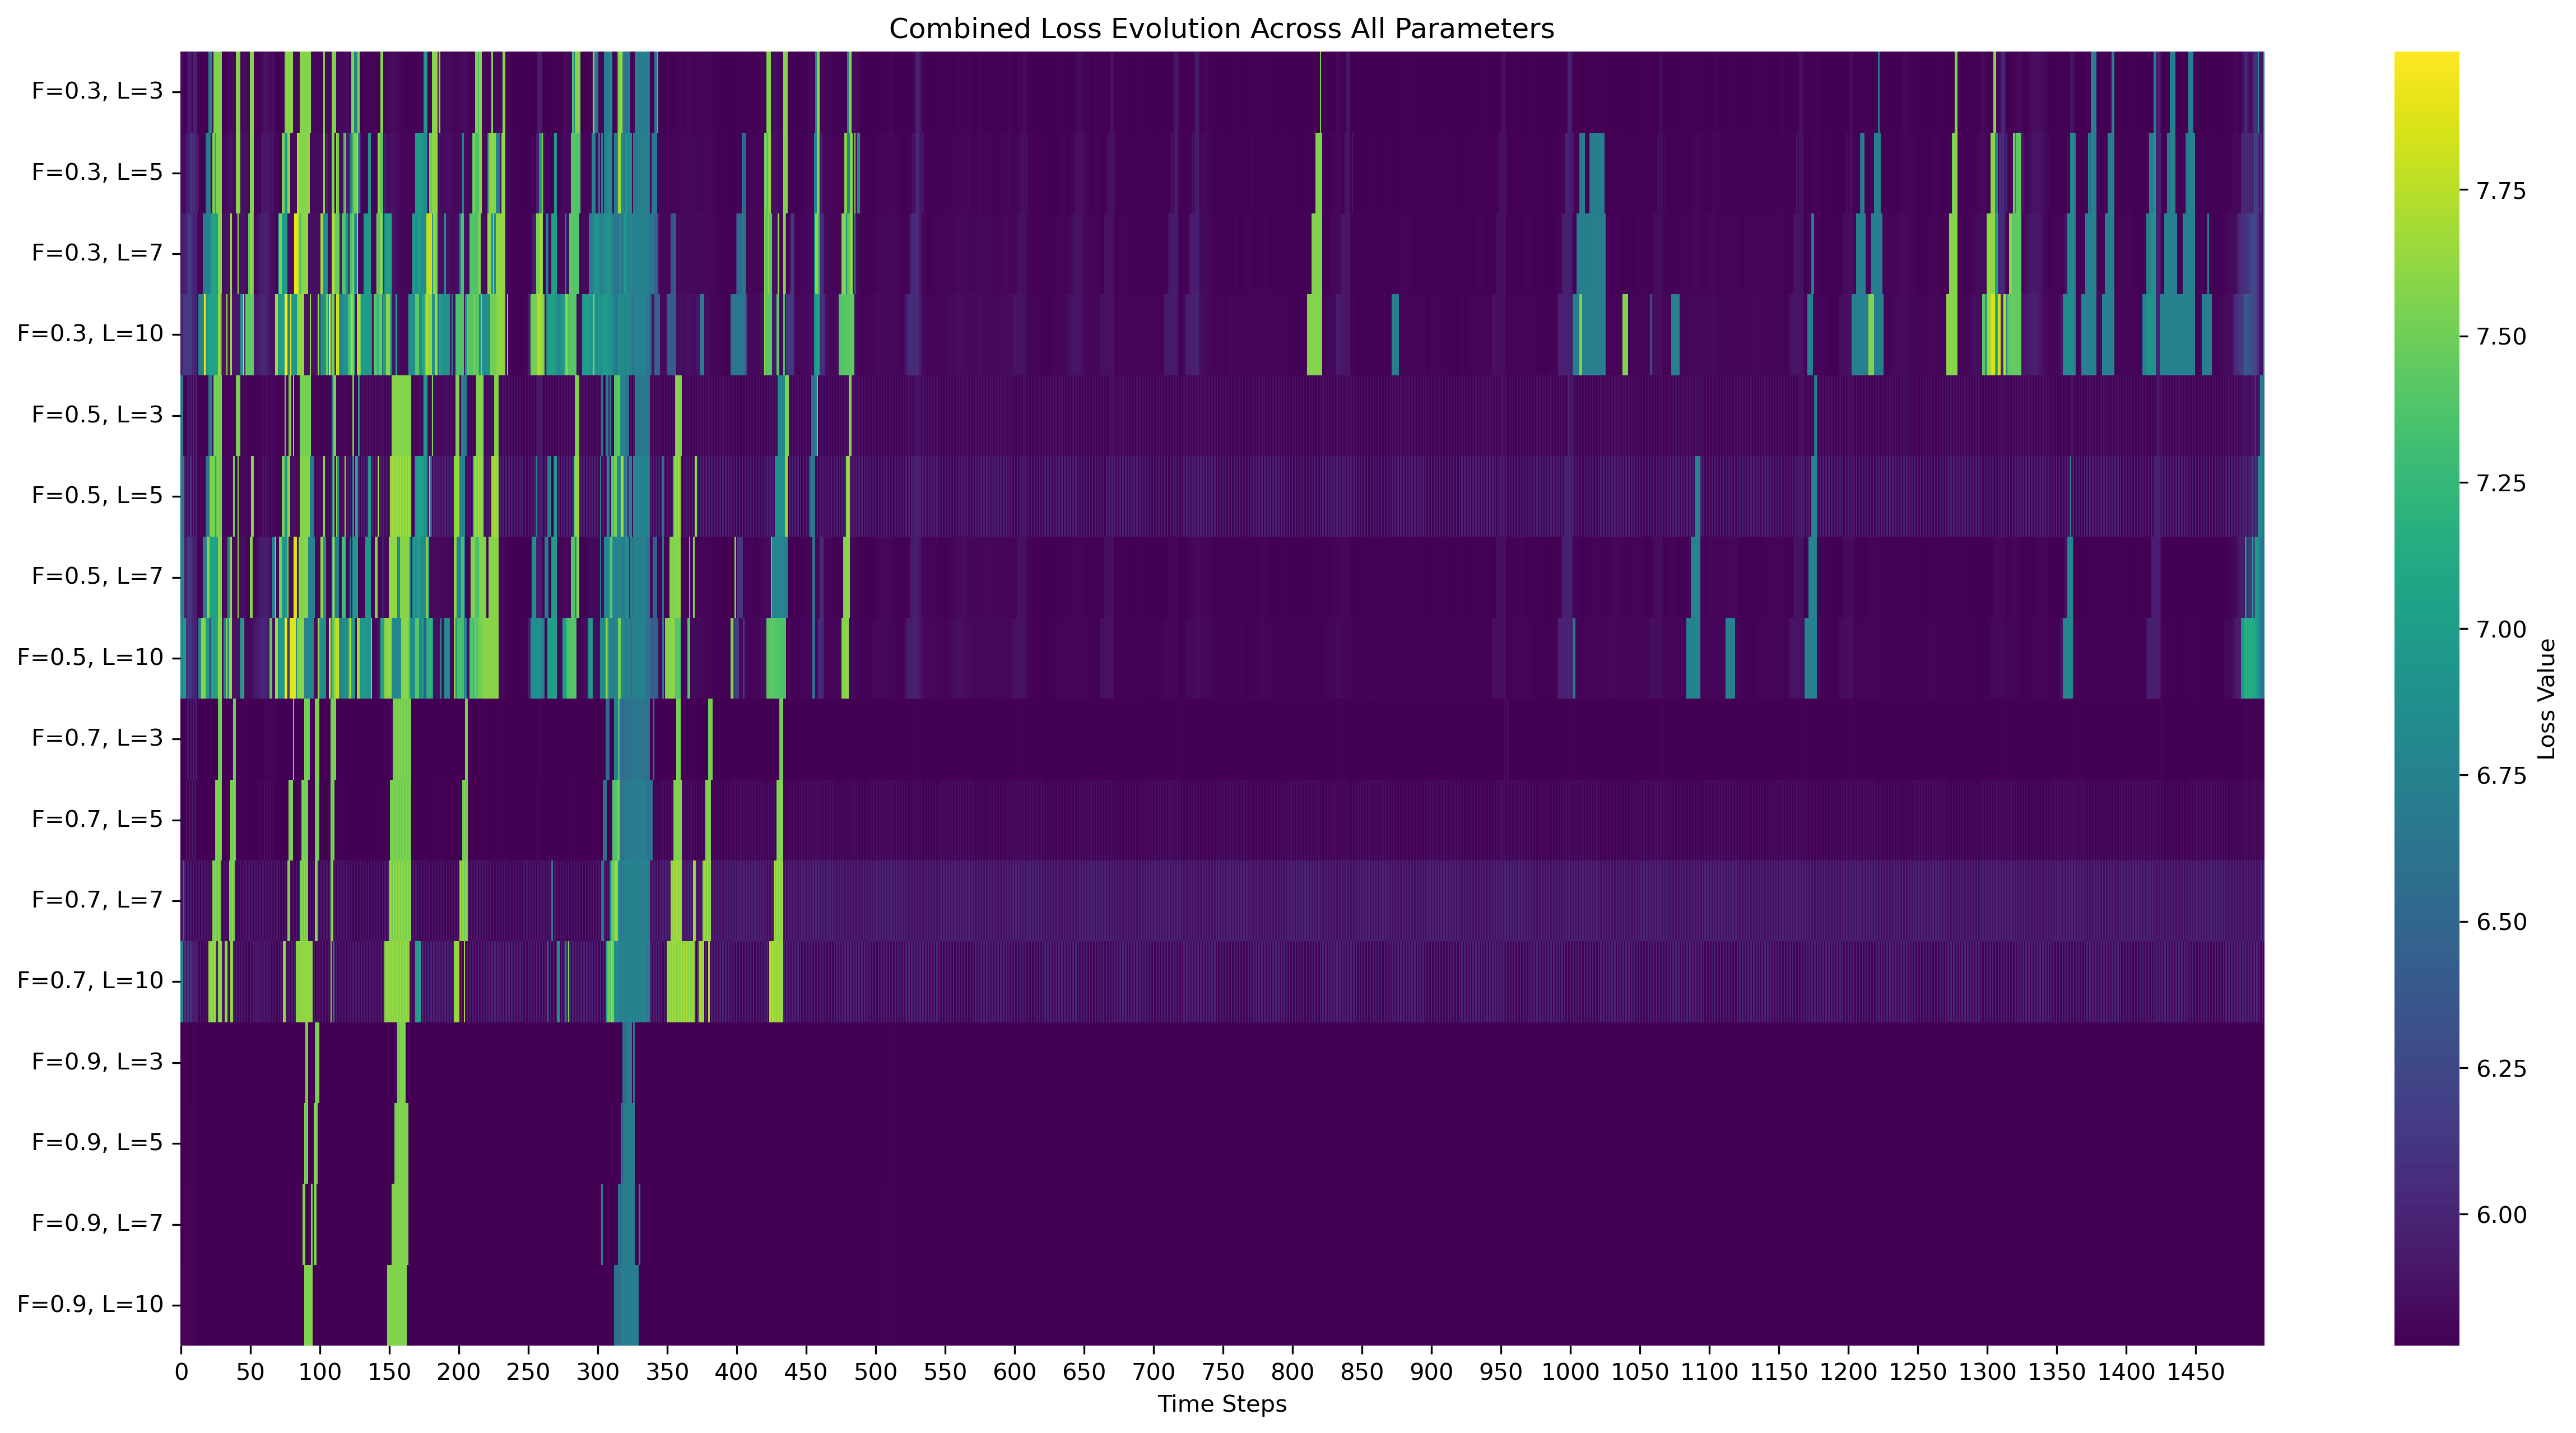 Combined Loss Evolution Across All Parameters
F=0.3, L=3
F=0.3, L=5
F=0.3, L=7
F=0.3, L=10
F=0.5, L=3
F=0.5, L=5
F=0.5, L=7
F=0.5, L=10
F=0.7, L=3
F=0.7, L=5
F=0.7, L=7
F=0.7, L=10
F=0.9, L=3
F=0.9, L=5
F=0.9, L=7
F=0.9, L=10
0 50 100 150 200 250 300 350 400 450 500 550 600 650 700 750 800 850 900 950 1000 1050 1100 1150 1200 1250 1300 1350 1400 1450
Time Steps
7.75
7.50
7.25
7.00
6.75
6.50
6.25
6.00
Loss Value